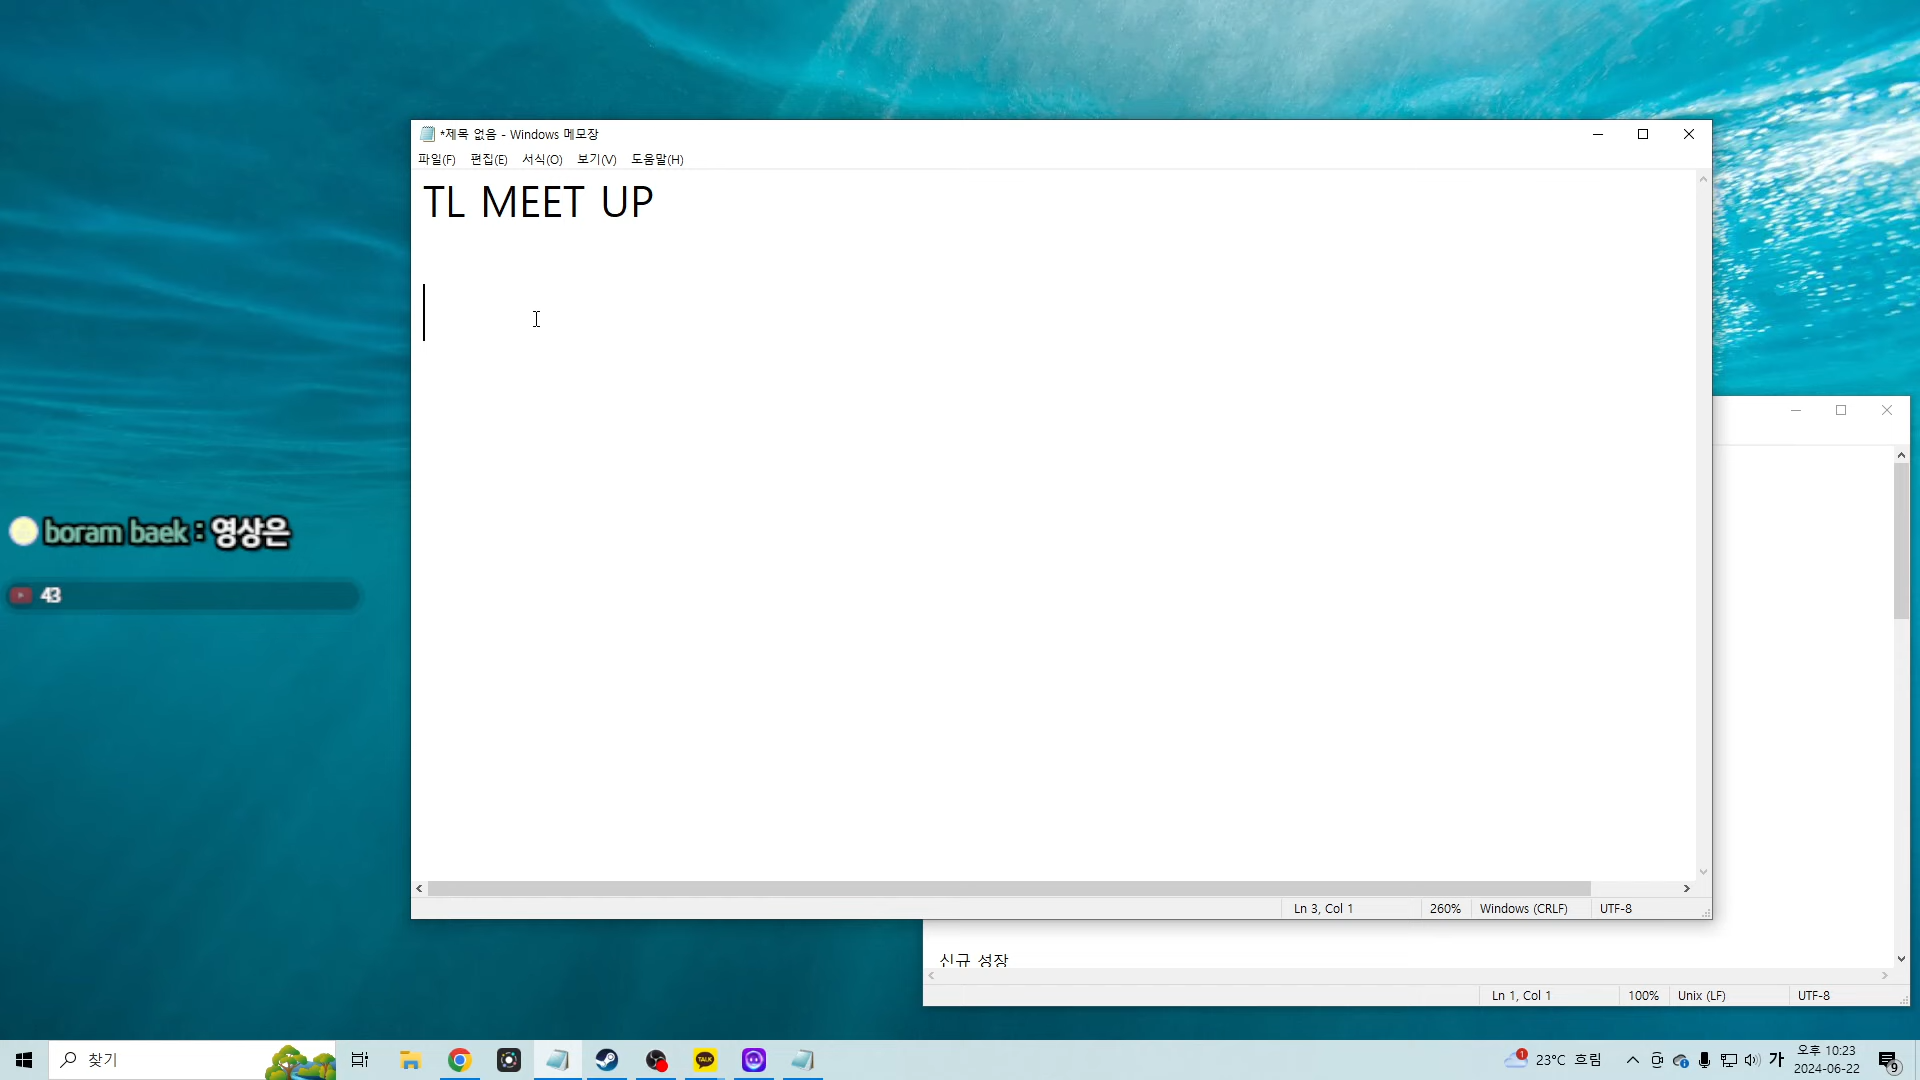 *제목 없음 - Windows 메모장
파일(F) 편집(E) 서식(O) 보기(V) 도움말(H)
TL MEET UP
boram baek : 영상은
43
Ln 3, Col 1 260% Windows (CRLF) UTF-8
신규 성장
Ln 1, Col 1 100% Unix (LF) UTF-8
찾기
TALK
1 23°C 흐림
가
오후 10:23
2024-06-22
9